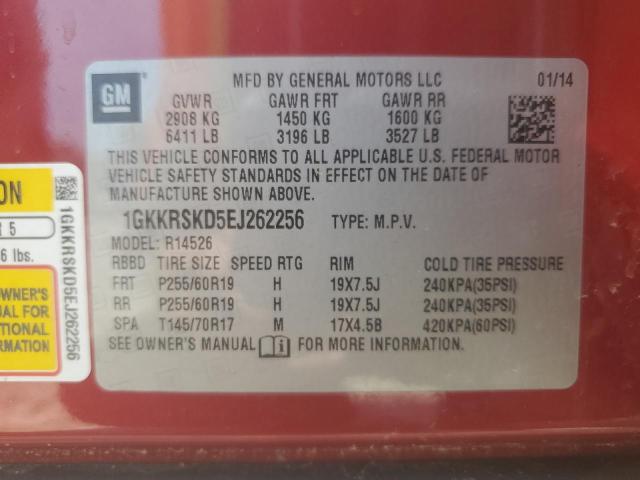 GM
MFD BY GENERAL MOTORS LLC 01/14
GVWR GAWR FRT GAWR RR
2908 KG 1450 KG 1600 KG
6411 LB 3196 LB 3527 LB
THIS VEHICLE CONFORMS TO ALL APPLICABLE U.S. FEDERAL MOTOR
VEHICLE SAFETY STANDARDS IN EFFECT ON THE DATE OF
MANUFACTURE SHOWN ABOVE.
1GKKRSKD5EJ262256 TYPE: M.P.V.
MODEL: R14526
RBBD TIRE SIZE SPEED RTG RIM COLD TIRE PRESSURE
FRT P255/60R19 H 19X7.5J 240KPA(35PSI)
RR P255/60R19 H 19X7.5J 240KPA(35PSI)
SPA T145/70R17 M 17X4.5B 420KPA(60PSI)
SEE OWNER'S MANUAL FOR MORE INFORMATION.
ON
5
6 lbs.
OWNER'S
FOR
1GKKRSKD5EJ262256